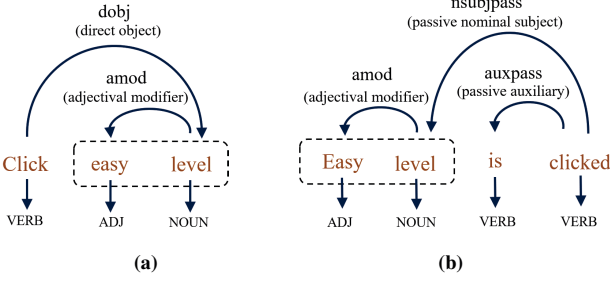 dobj
(direct object)
amod
(adjectival modifier)
Click easy level
VERB ADJ NOUN
(a)
nsubjpass
(passive nominal subject)
amod
(adjectival modifier)
auxpass
(passive auxiliary)
Easy level is clicked
ADJ NOUN VERB VERB
(b)